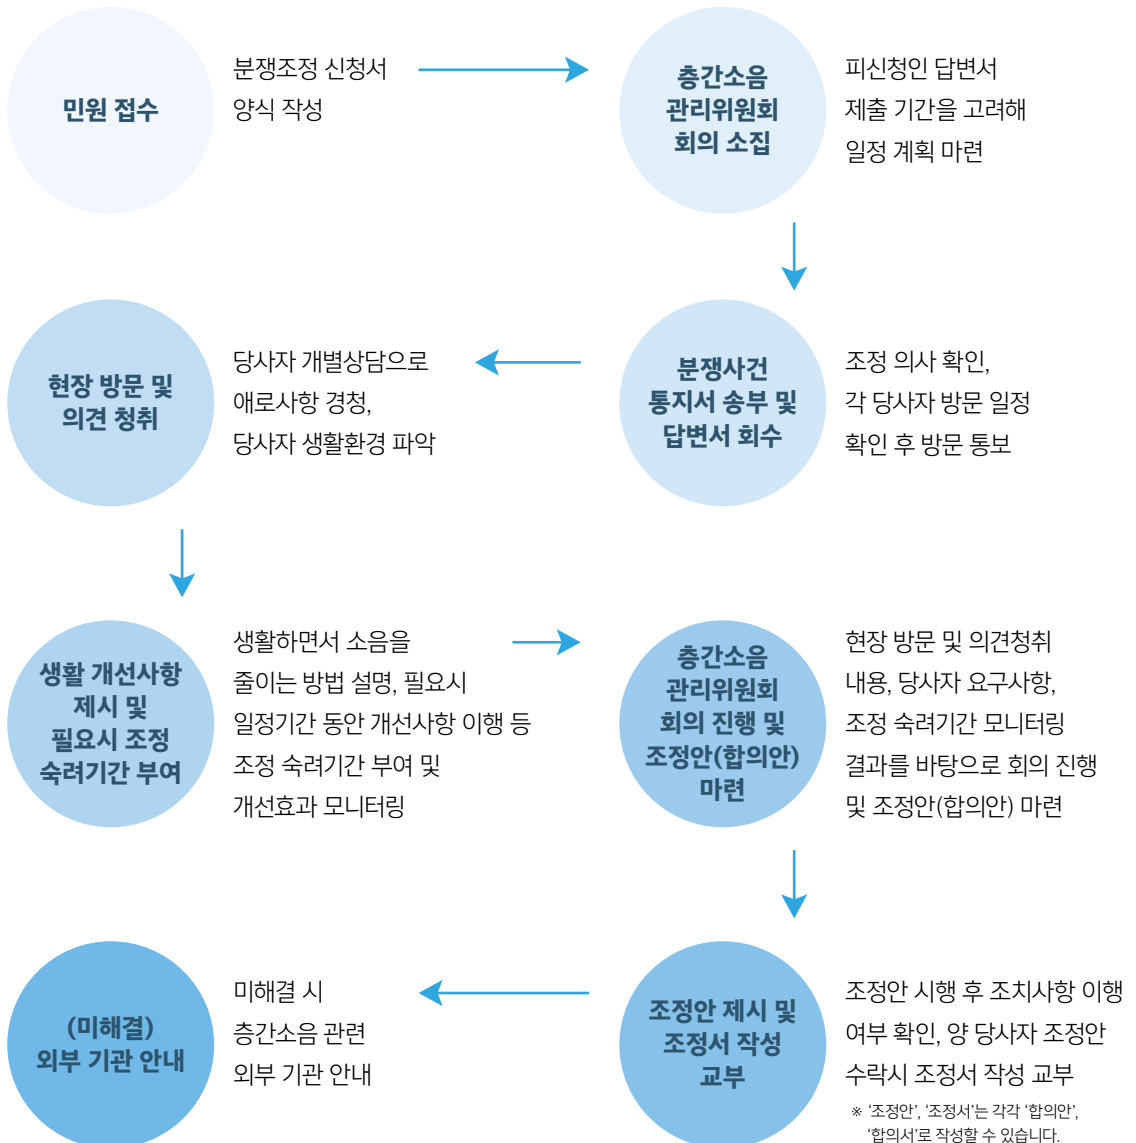 민원 접수
분쟁조정 신청서
양식 작성
층간소음
관리위원회
회의 소집
피신청인 답변서
제출 기간을 고려해
일정 계획 마련
분쟁사건
통지서 송부 및
답변서 회수
조정 의사 확인,
각 당사자 방문 일정
확인 후 방문 통보
현장 방문 및
의견 청취
당사자 개별상담으로
애로사항 경청,
당사자 생활환경 파악
생활 개선사항
제시 및
필요시 조정
숙려기간 부여
생활하면서 소음을
줄이는 방법 설명, 필요시
일정기간 동안 개선사항 이행 등
조정 숙려기간 부여 및
개선효과 모니터링
층간소음
관리위원회
회의 진행 및
조정안(합의안)
마련
현장 방문 및 의견청취
내용, 당사자 요구사항,
조정 숙려기간 모니터링
결과를 바탕으로 회의 진행
및 조정안(합의안) 마련
조정안 제시 및
조정서 작성
교부
조정안 시행 후 조치사항 이행
여부 확인, 양 당사자 조정안
수락시 조정서 작성 교부
※ ‘조정안’, ‘조정서’는 각각 ‘합의안’,
‘합의서’로 작성할 수 있습니다.
(미해결)
외부 기관 안내
미해결 시
층간소음 관련
외부 기관 안내